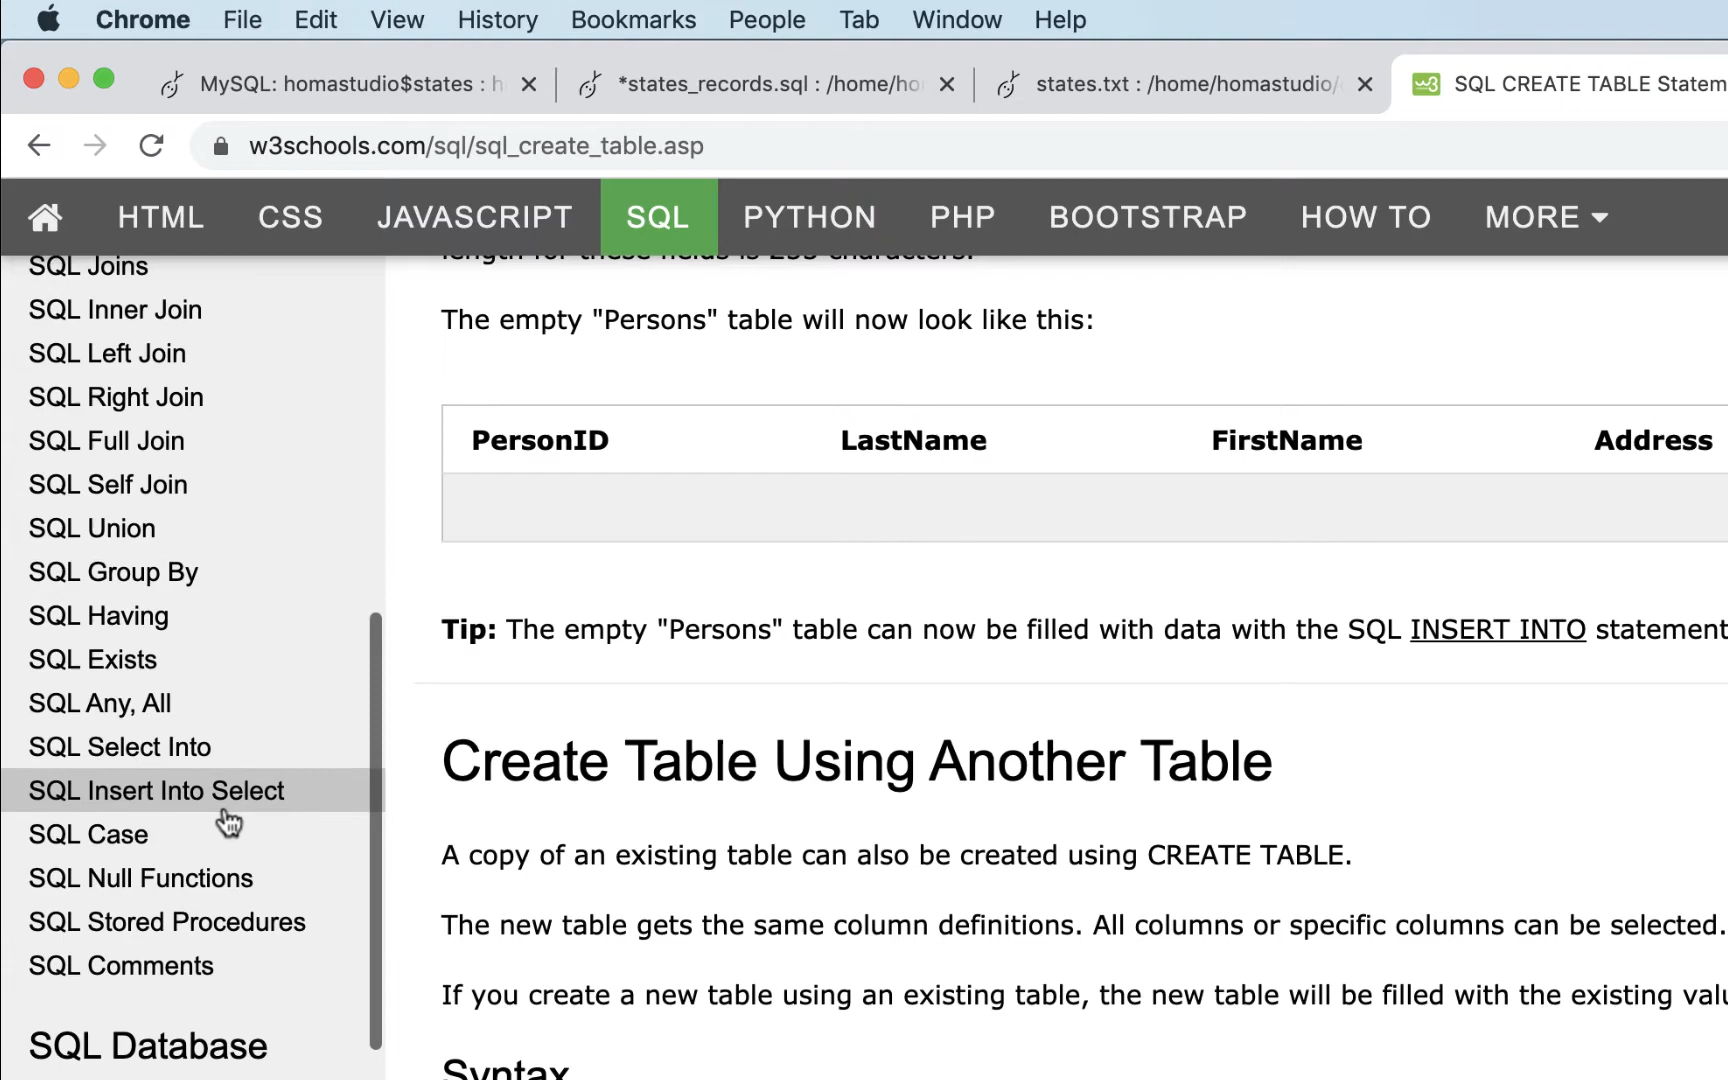 Chrome File Edit View History Bookmarks People Tab Window Help
MySQL: homastudio$states : h *states_records.sql : /home/ho states.txt : /home/homastudio/ w3 SQL CREATE TABLE Statem
w3schools.com/sql/sql_create_table.asp
HTML CSS JAVASCRIPT SQL PYTHON PHP BOOTSTRAP HOW TO MORE
SQL Joins
SQL Inner Join
SQL Left Join
SQL Right Join
SQL Full Join
SQL Self Join
SQL Union
SQL Group By
SQL Having
SQL Exists
SQL Any, All
SQL Select Into
SQL Insert Into Select
SQL Case
SQL Null Functions
SQL Stored Procedures
SQL Comments
SQL Database
length for these fields is 255 characters.
The empty "Persons" table will now look like this:
PersonID LastName FirstName Address
Tip: The empty "Persons" table can now be filled with data with the SQL INSERT INTO statement
Create Table Using Another Table
A copy of an existing table can also be created using CREATE TABLE.
The new table gets the same column definitions. All columns or specific columns can be selected.
If you create a new table using an existing table, the new table will be filled with the existing valu
Syntax